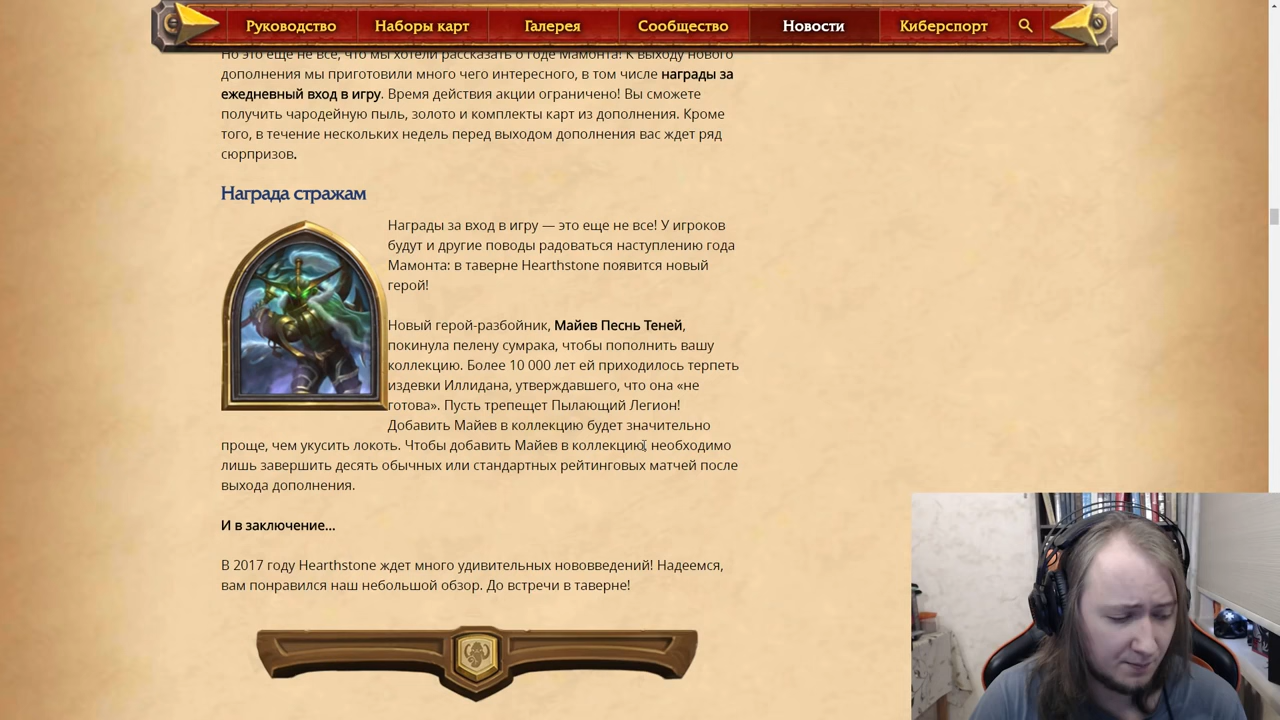 Руководство
Наборы карт
Галерея
Сообщество
Новости
Киберспорт
Но это еще не все, что мы хотели рассказать о годе Мамонта! К выходу нового
дополнения мы приготовили много чего интересного, в том числе награды за
ежедневный вход в игру. Время действия акции ограничено! Вы сможете
получить чародейную пыль, золото и комплекты карт из дополнения. Кроме
того, в течение нескольких недель перед выходом дополнения вас ждет ряд
сюрпризов.
Награда стражам
Награды за вход в игру — это еще не все! У игроков
будут и другие поводы радоваться наступлению года
Мамонта: в таверне Hearthstone появится новый
герой!
Новый герой-разбойник, Майев Песнь Теней,
покинула пелену сумрака, чтобы пополнить вашу
коллекцию. Более 10 000 лет ей приходилось терпеть
издевки Иллидана, утверждавшего, что она «не
готова». Пусть трепещет Пылающий Легион!
Добавить Майев в коллекцию будет значительно
проще, чем укусить локоть. Чтобы добавить Майев в коллекцию, необходимо
лишь завершить десять обычных или стандартных рейтинговых матчей после
выхода дополнения.
И в заключение...
В 2017 году Hearthstone ждет много удивительных нововведений! Надеемся,
вам понравился наш небольшой обзор. До встречи в таверне!